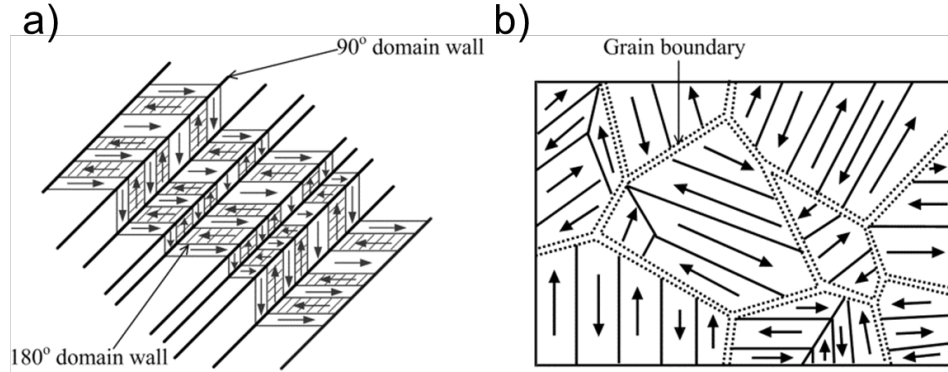 a)
90° domain wall
180° domain wall
b)
Grain boundary